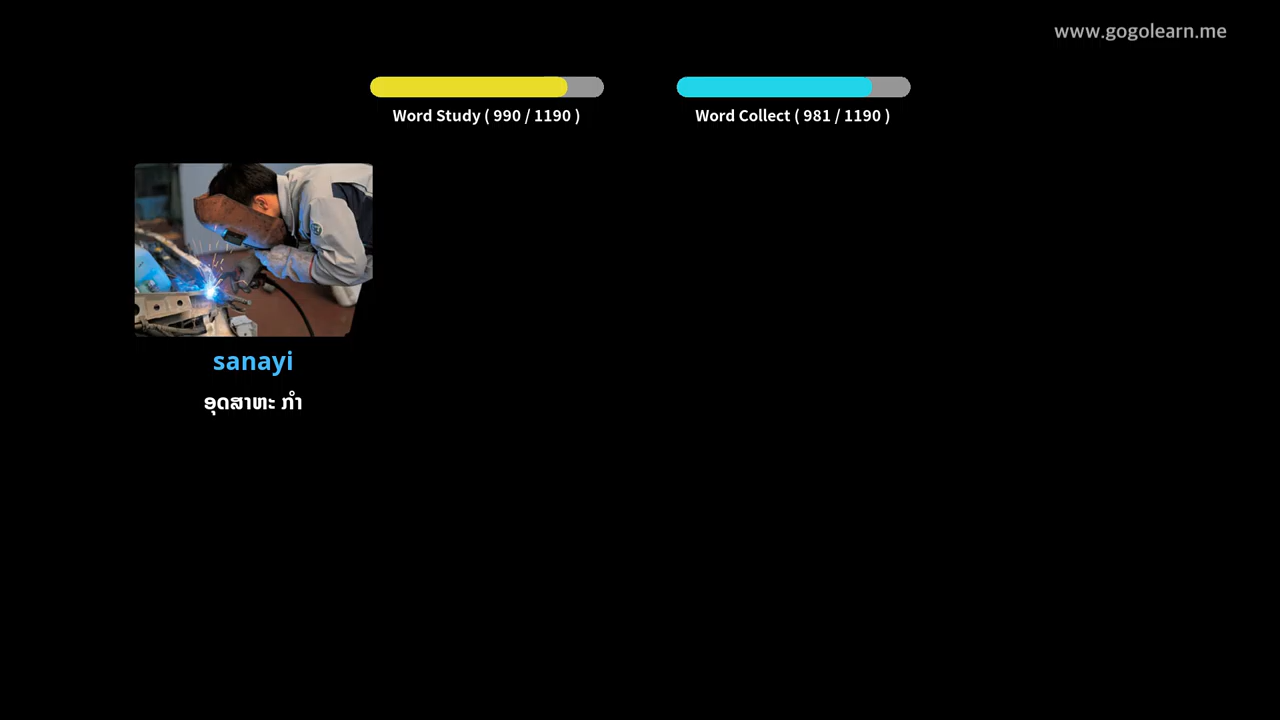 www.gogolearn.me
Word Study ( 990 / 1190 )
Word Collect ( 981 / 1190 )
sanayi
ອຸດສາຫະ ກຳ